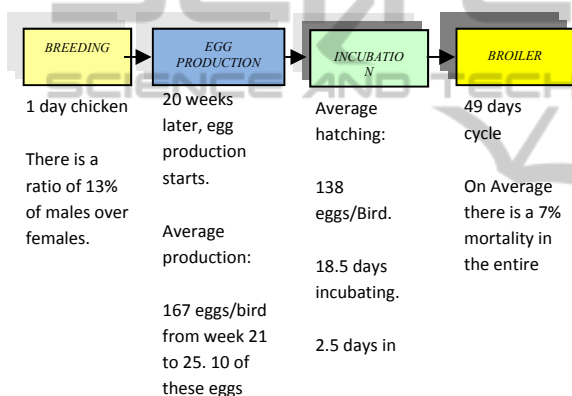 BREEDING
1 day chicken
There is a
ratio of 13%
of males over
females.
EGG
PRODUCTION
20 weeks
later, egg
production
starts.
Average
production:
167 eggs/bird
from week 21
to 25. 10 of
these eggs
INCUBATIO
N
Average
hatching:
138
eggs/Bird.
18.5 days
incubating.
2.5 days in
BROILER
49 days
cycle
On Average
there is a 7%
mortality in
the entire
SCIENCE AND TECH